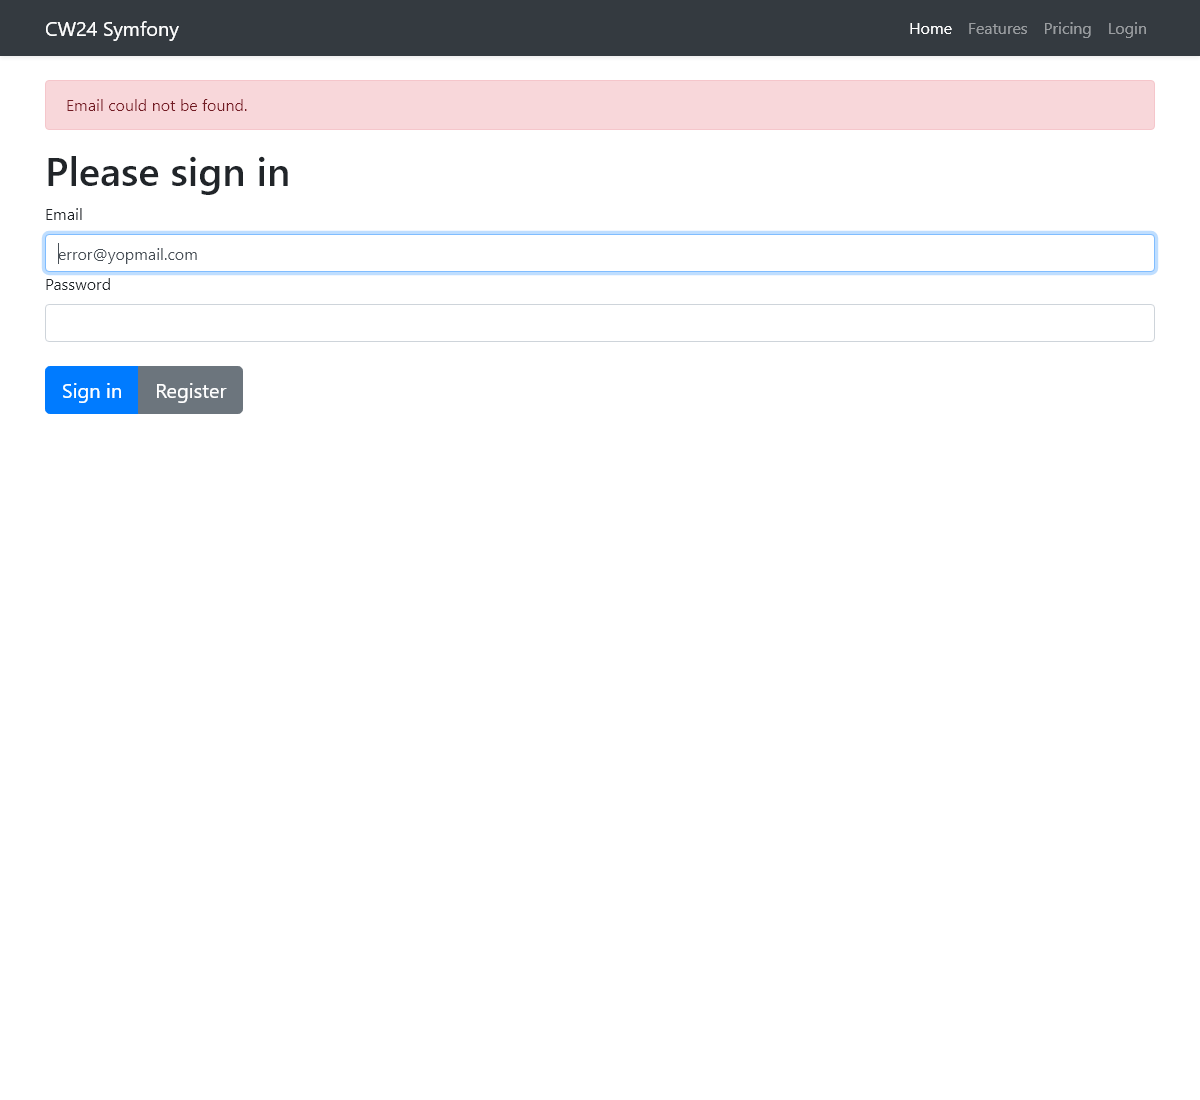 CW24 Symfony Home Features Pricing Login
Email could not be found.
Please sign in
Email
error@yopmail.com
Password
Sign in Register